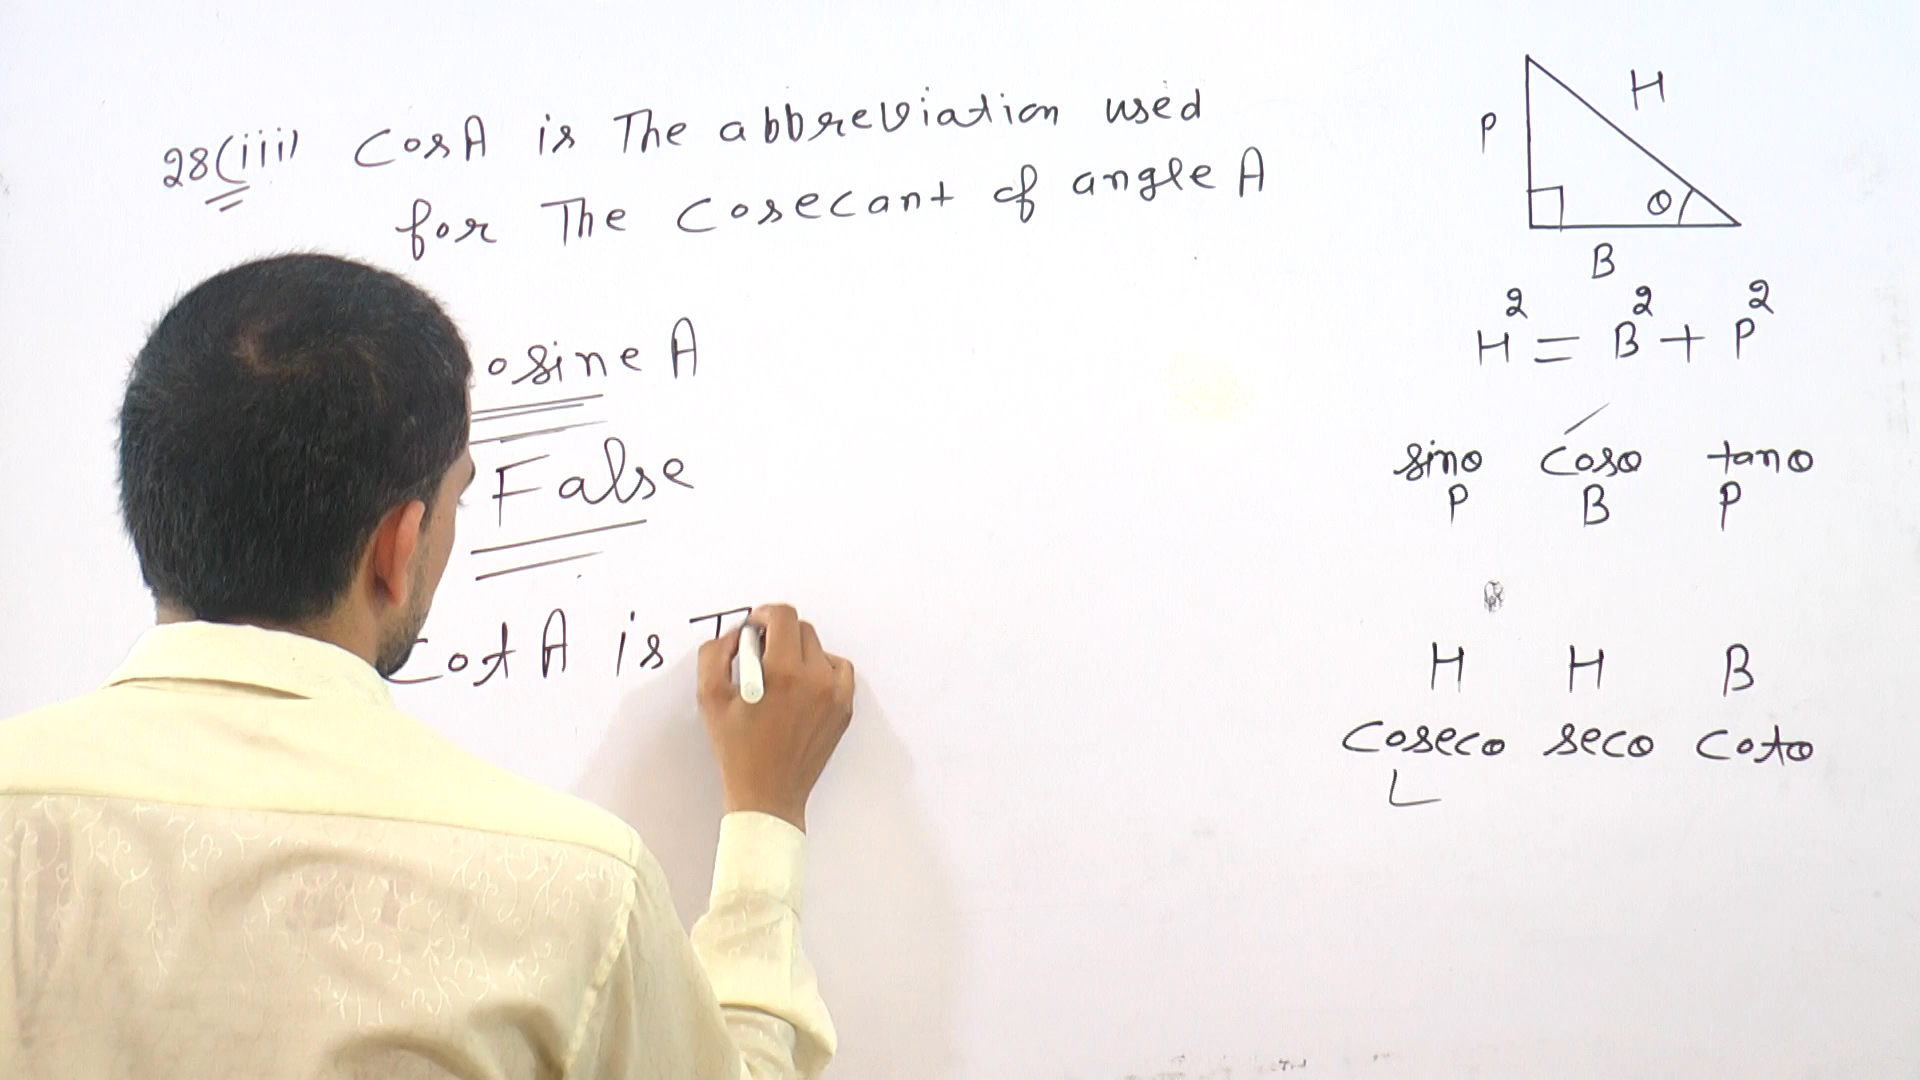 28(iii) CosA is The abbreviation used
for The Cosecant of angle A
osine A
False
Cot A is T
P
H
θ
B
H² = B² + P²
sinθ Cosθ tanθ
P B P
H H B
Cosecθ secθ Cotθ
L